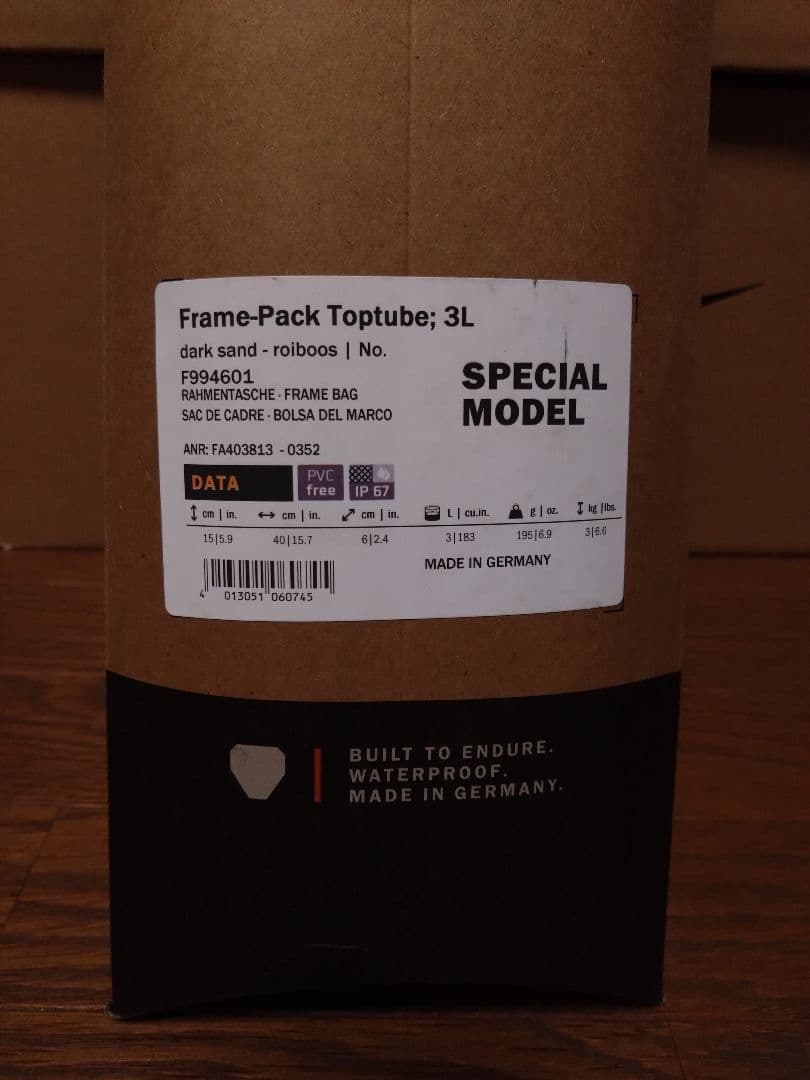 Frame-Pack Toptube; 3L
dark sand - roiboos | No.
F994601
RAHMENTASCHE · FRAME BAG
SAC DE CADRE · BOLSA DEL MARCO
SPECIAL
MODEL
ANR: FA403813 - 0352
DATA
PVC
free
IP 67
cm | in.
cm | in.
cm | in.
L | cu.in.
g | oz.
kg | lbs.
15|5.9
40|15.7
6|2.4
3|183
195|6.9
3|6.6
MADE IN GERMANY
4 013051 060745
BUILT TO ENDURE.
WATERPROOF.
MADE IN GERMANY.